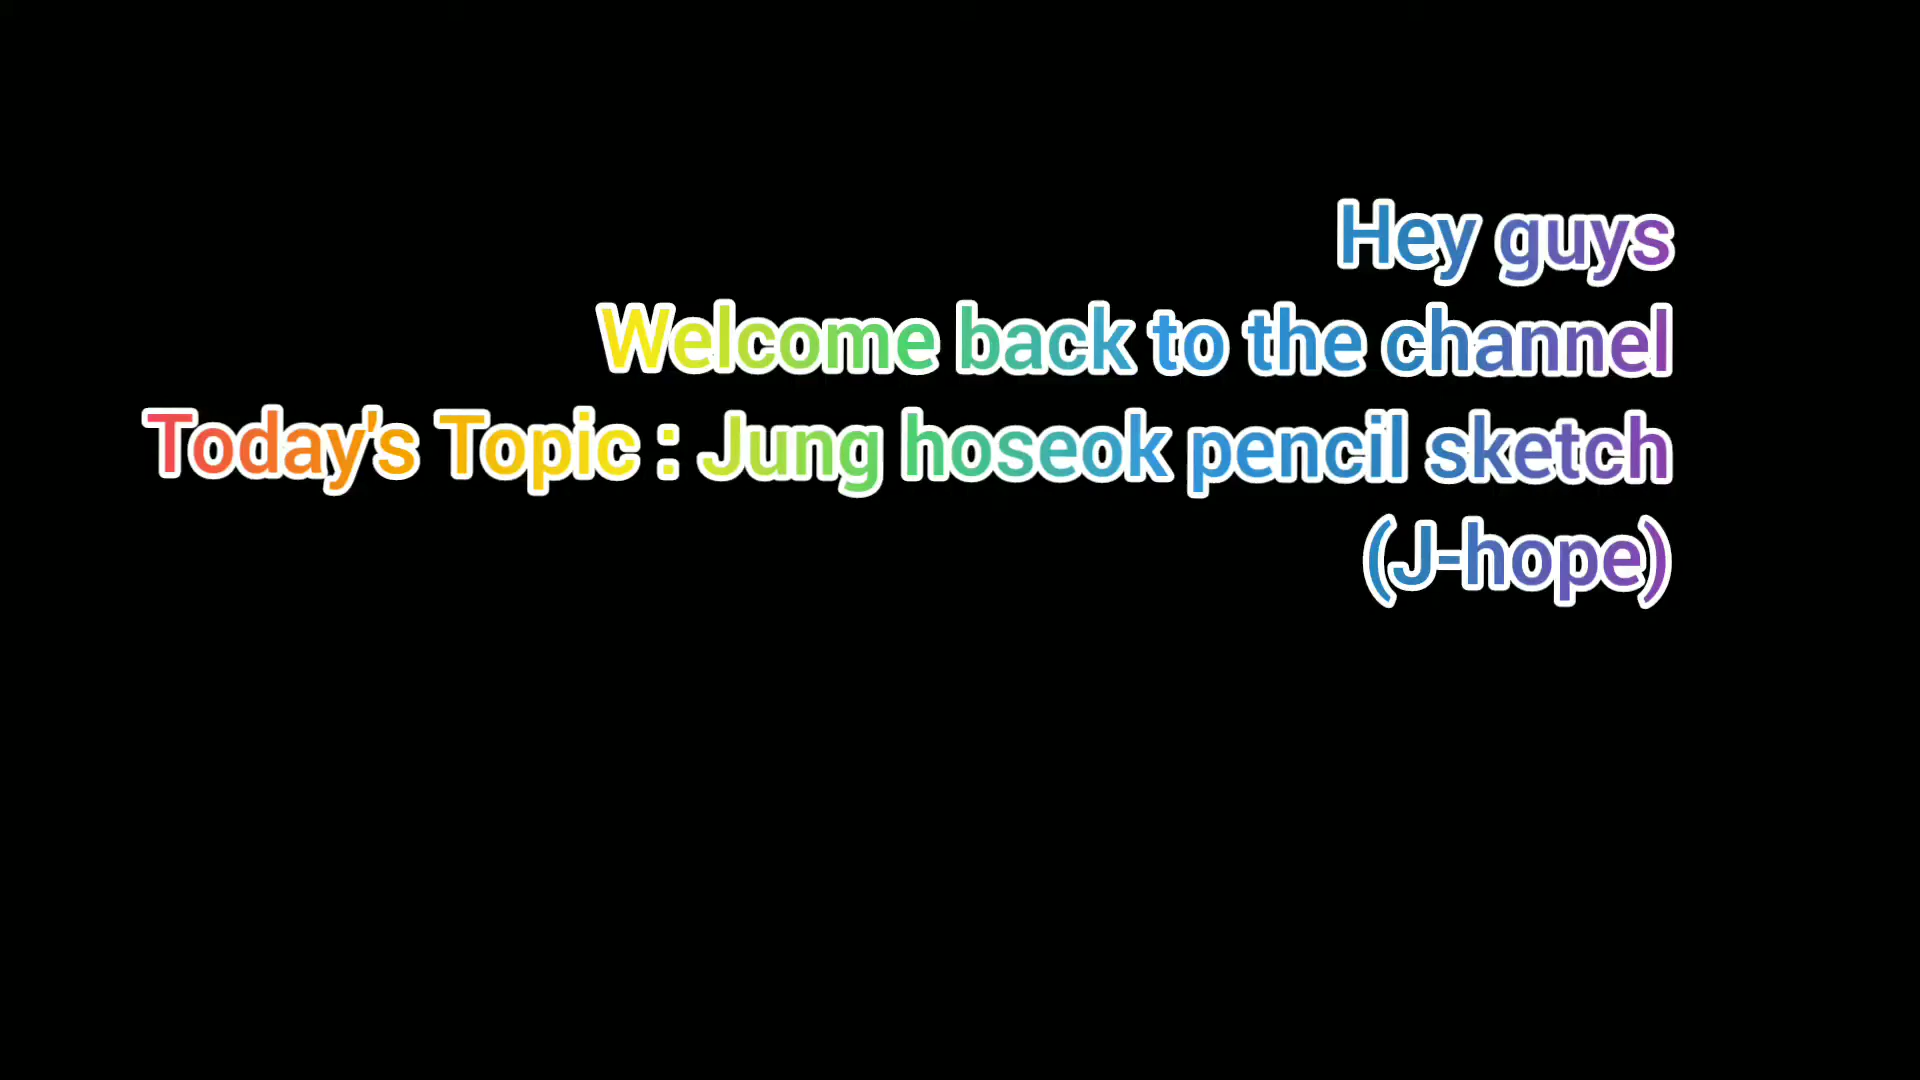 Hey guys
Welcome back to the channel
Today's Topic : Jung hoseok pencil sketch
(J-hope)